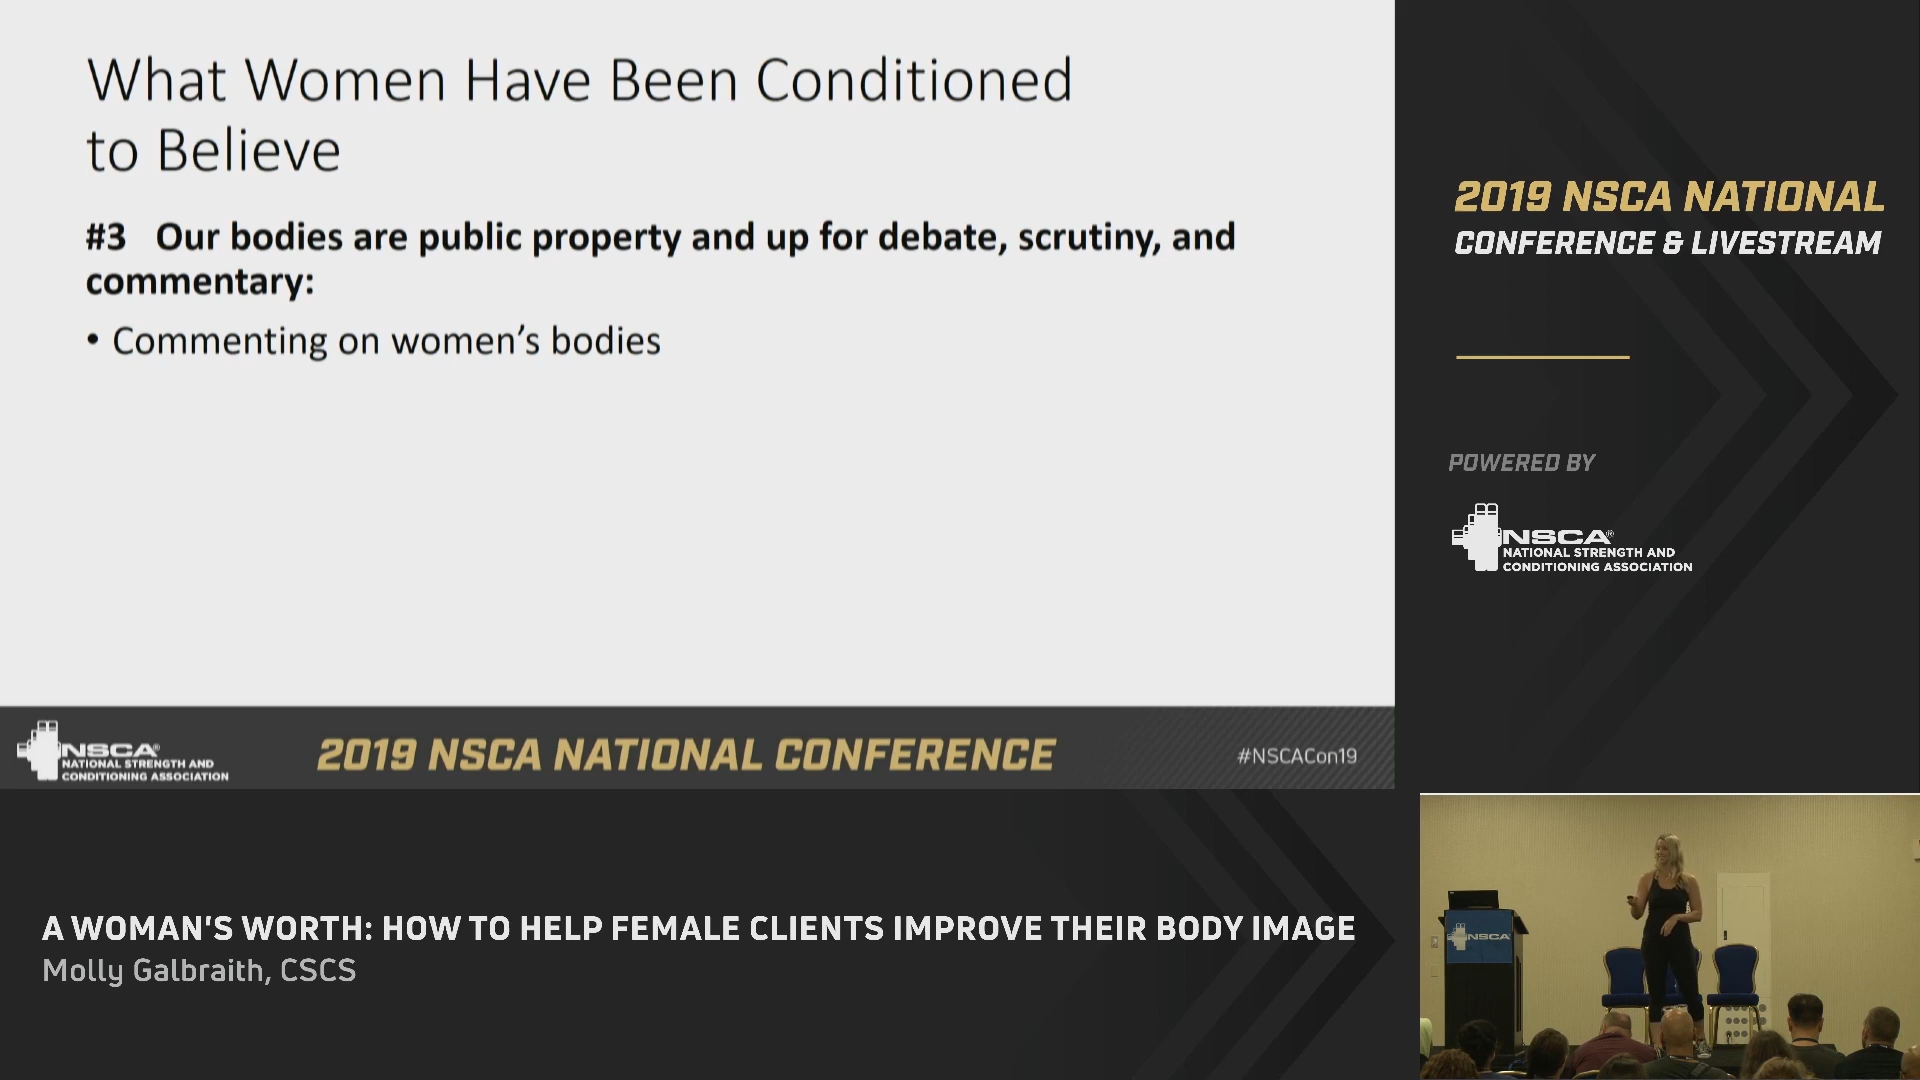 What Women Have Been Conditioned
to Believe
#3 Our bodies are public property and up for debate, scrutiny, and
commentary:
• Commenting on women’s bodies
NSCA®
NATIONAL STRENGTH AND
CONDITIONING ASSOCIATION
2019 NSCA NATIONAL CONFERENCE
#NSCACon19
2019 NSCA NATIONAL
CONFERENCE & LIVESTREAM
POWERED BY
NSCA®
NATIONAL STRENGTH AND
CONDITIONING ASSOCIATION
A WOMAN'S WORTH: HOW TO HELP FEMALE CLIENTS IMPROVE THEIR BODY IMAGE
Molly Galbraith, CSCS
NSCA